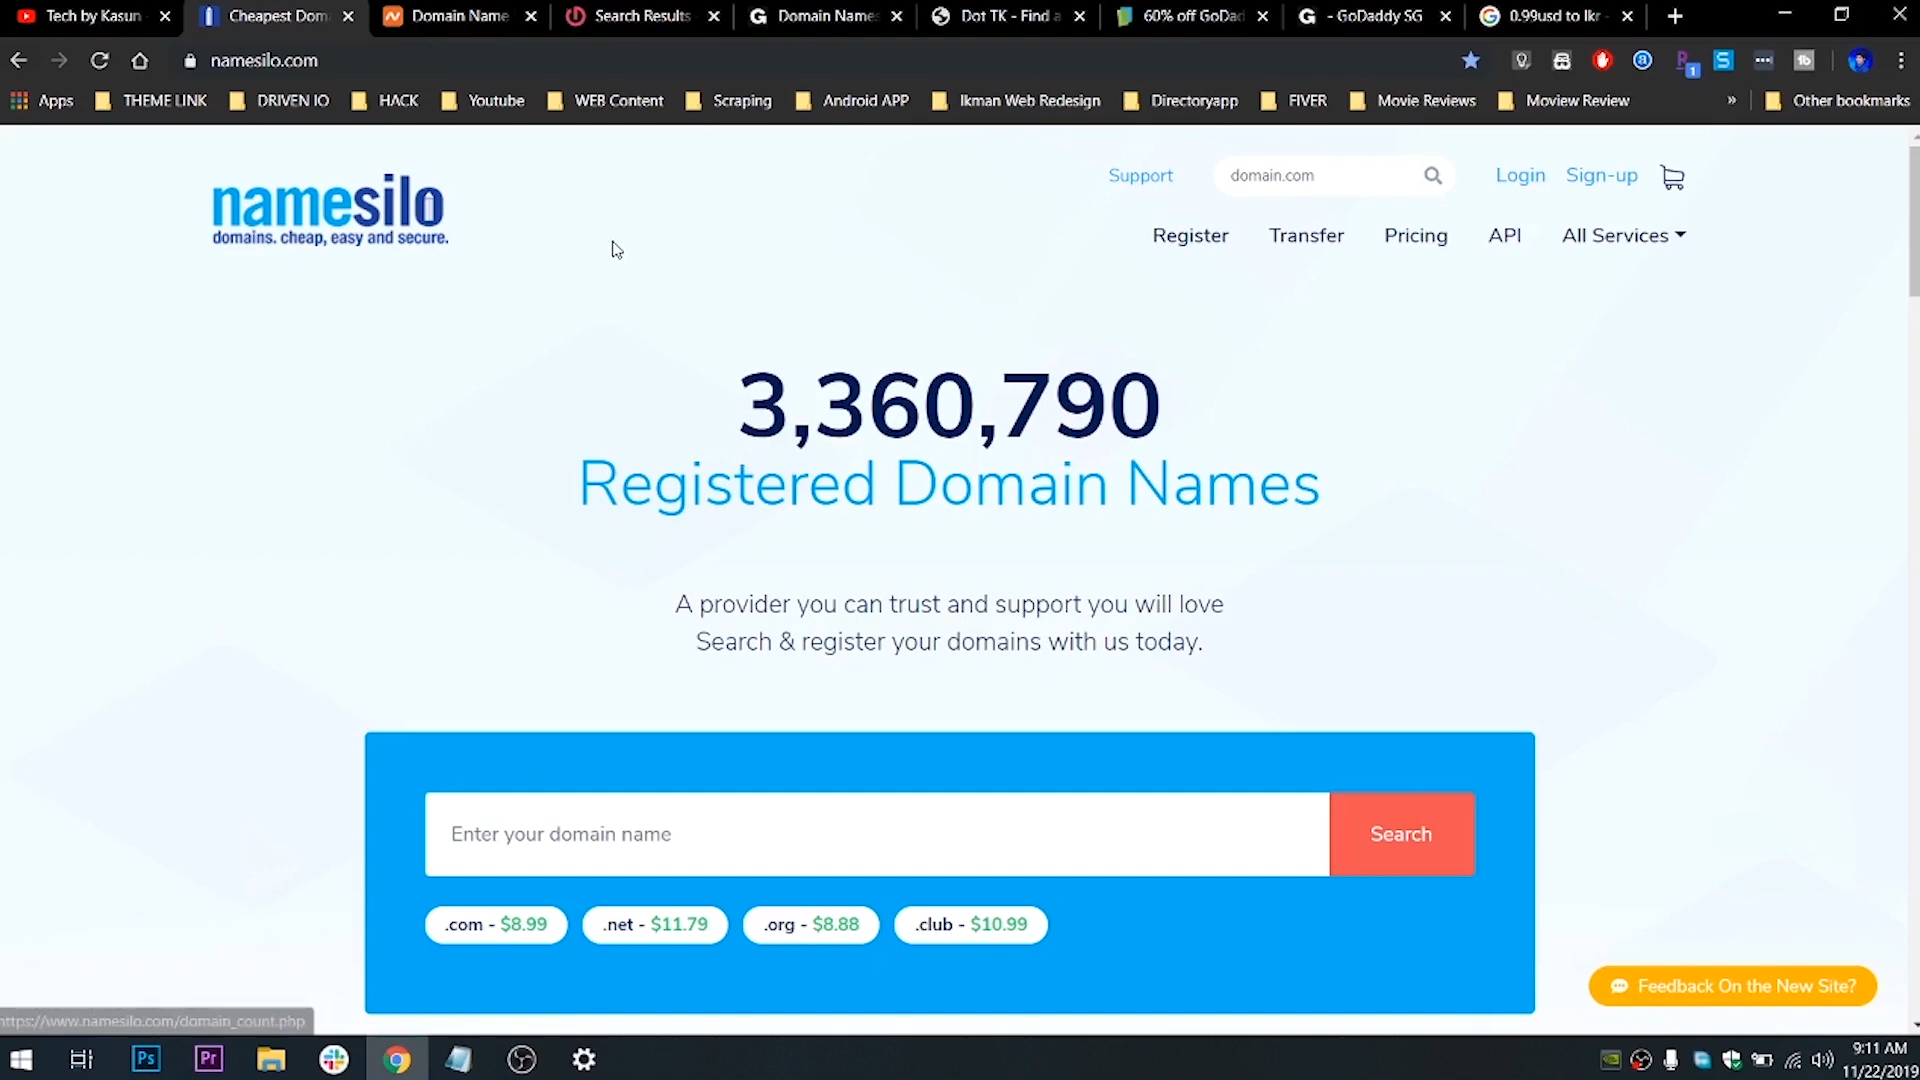 Tech by Kasun
Cheapest Dom
Domain Name
Search Results
Domain Names
Dot TK - Find a
60% off GoDad
- GoDaddy SG
0.99usd to lkr -
namesilo.com
Apps
THEME LINK
DRIVEN IO
HACK
Youtube
WEB Content
Scraping
Android APP
Ikman Web Redesign
Directoryapp
FIVER
Movie Reviews
Moview Review
»
Other bookmarks
namesilo
domains. cheap, easy and secure.
Support
domain.com
Login
Sign-up
Register
Transfer
Pricing
API
All Services
3,360,790
Registered Domain Names
A provider you can trust and support you will love
Search & register your domains with us today.
Enter your domain name
Search
.com - $8.99
.net - $11.79
.org - $8.88
.club - $10.99
Feedback On the New Site?
https://www.namesilo.com/domain_count.php
Ps
Pr
9:11 AM
11/22/2019